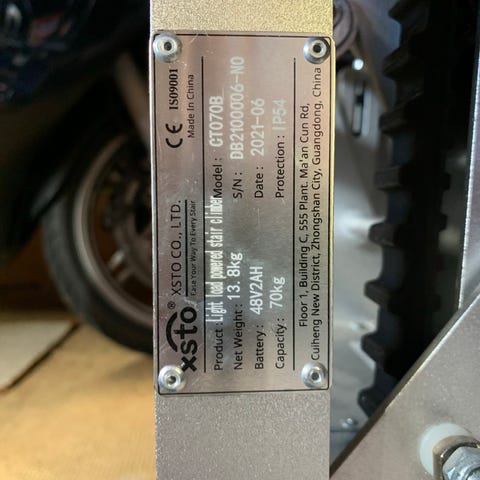 xsto®
XSTO CO., LTD.
Ease Your Way To Every Stair
CE ISO9001
Made In China
Product : Light load powered stair climber
Model : CT070B
Net Weight : 13.8kg
S/N : DB2100006-NO
Battery : 48V2AH
Date : 2021-06
Capacity : 70kg
Protection : IP54
Floor 1, Building C, 555 Plant. Ma'an Cun Rd,
Cuiheng New District, Zhongshan City, Guangdong, China